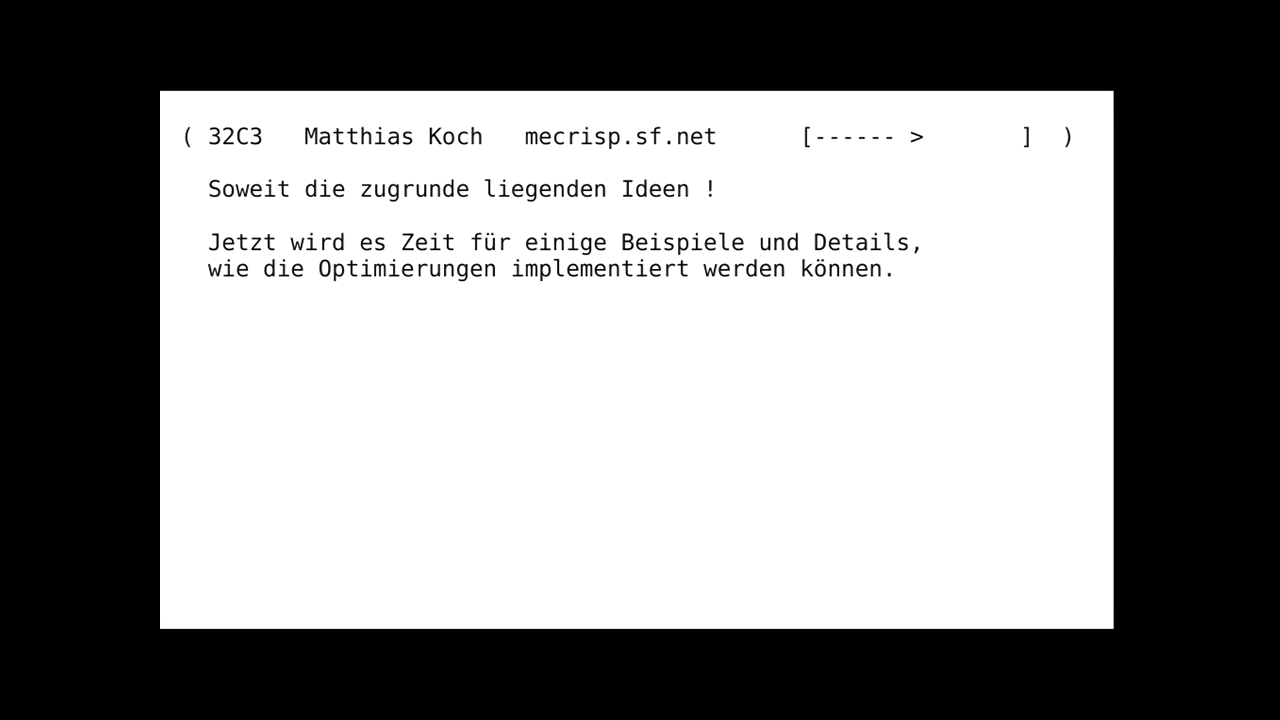 ( 32C3   Matthias Koch   mecrisp.sf.net      [------ >       ]  )
Soweit die zugrunde liegenden Ideen !
Jetzt wird es Zeit für einige Beispiele und Details,
wie die Optimierungen implementiert werden können.